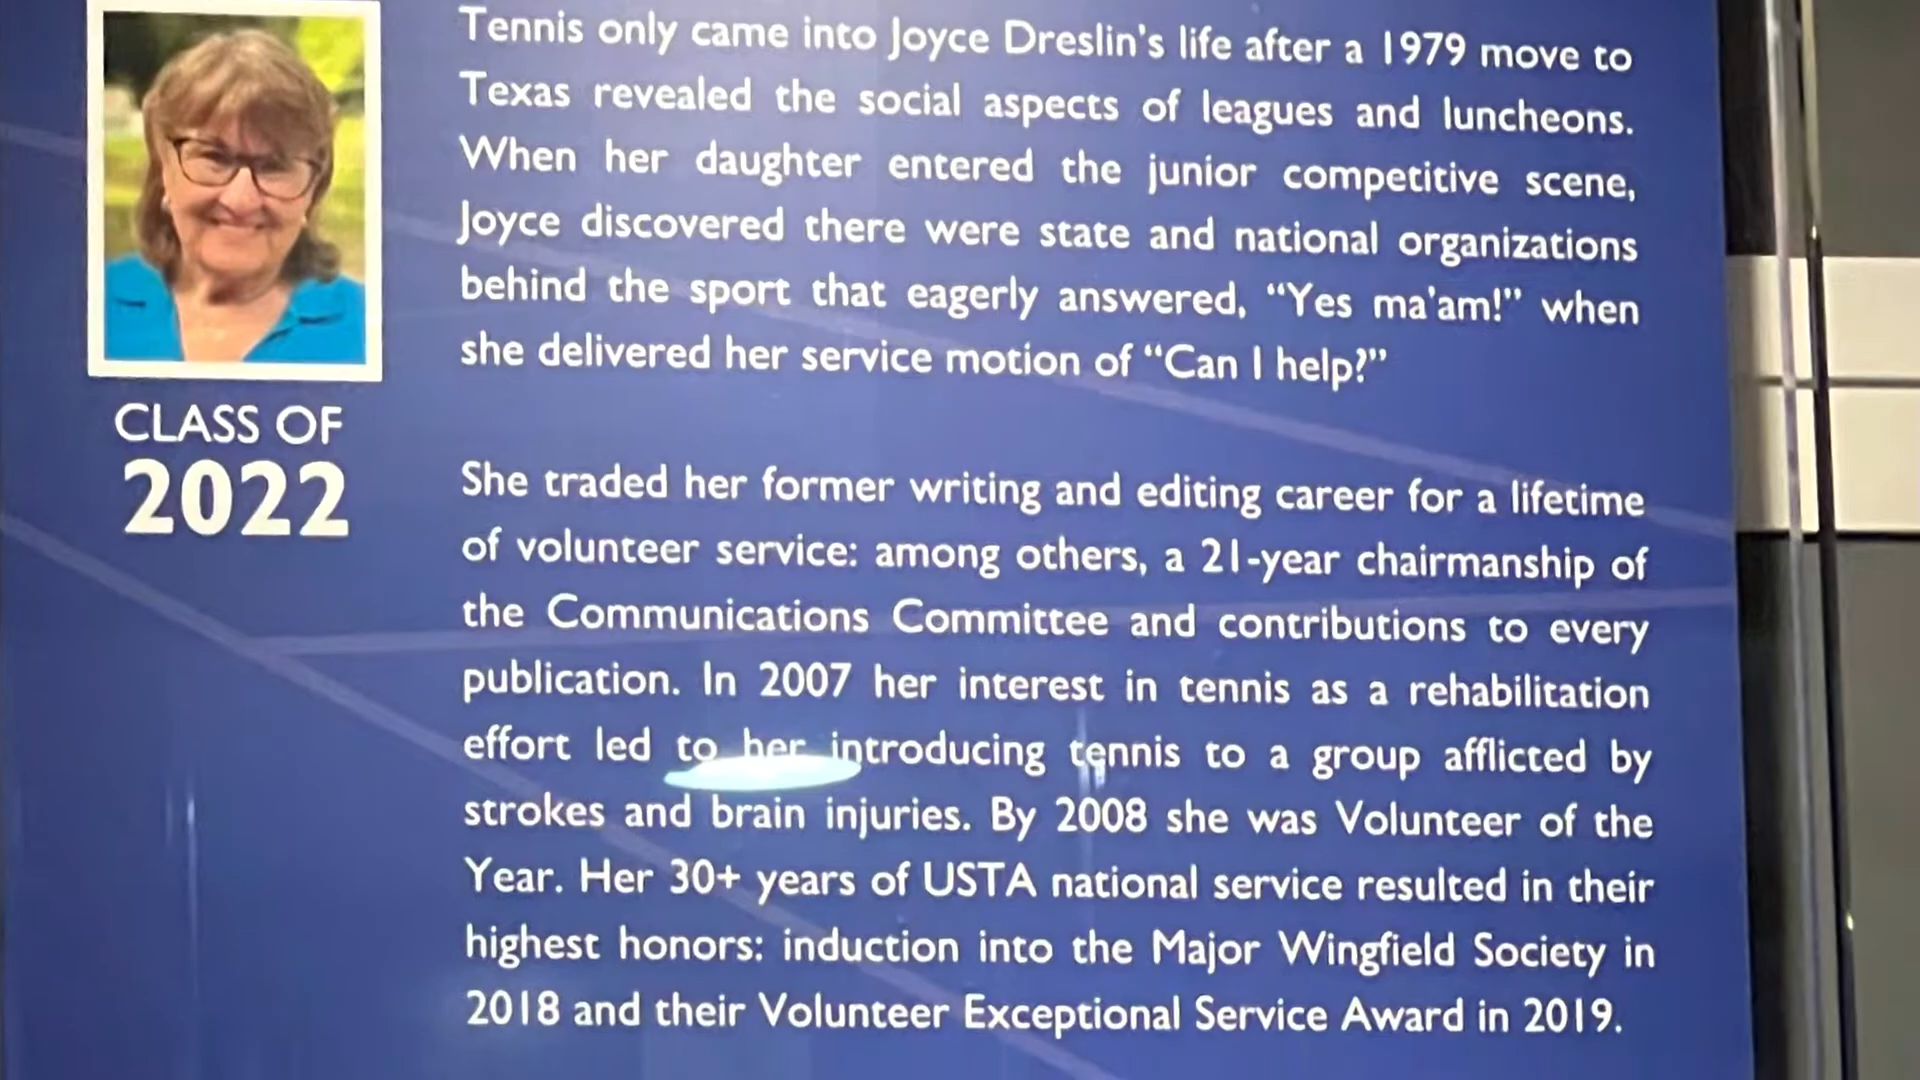 Tennis only came into Joyce Dreslin's life after a 1979 move to
Texas revealed the social aspects of leagues and luncheons.
When her daughter entered the junior competitive scene,
Joyce discovered there were state and national organizations
behind the sport that eagerly answered, “Yes ma'am!” when
she delivered her service motion of “Can I help?”
CLASS OF
2022
She traded her former writing and editing career for a lifetime
of volunteer service: among others, a 21-year chairmanship of
the Communications Committee and contributions to every
publication. In 2007 her interest in tennis as a rehabilitation
effort led to her introducing tennis to a group afflicted by
strokes and brain injuries. By 2008 she was Volunteer of the
Year. Her 30+ years of USTA national service resulted in their
highest honors: induction into the Major Wingfield Society in
2018 and their Volunteer Exceptional Service Award in 2019.